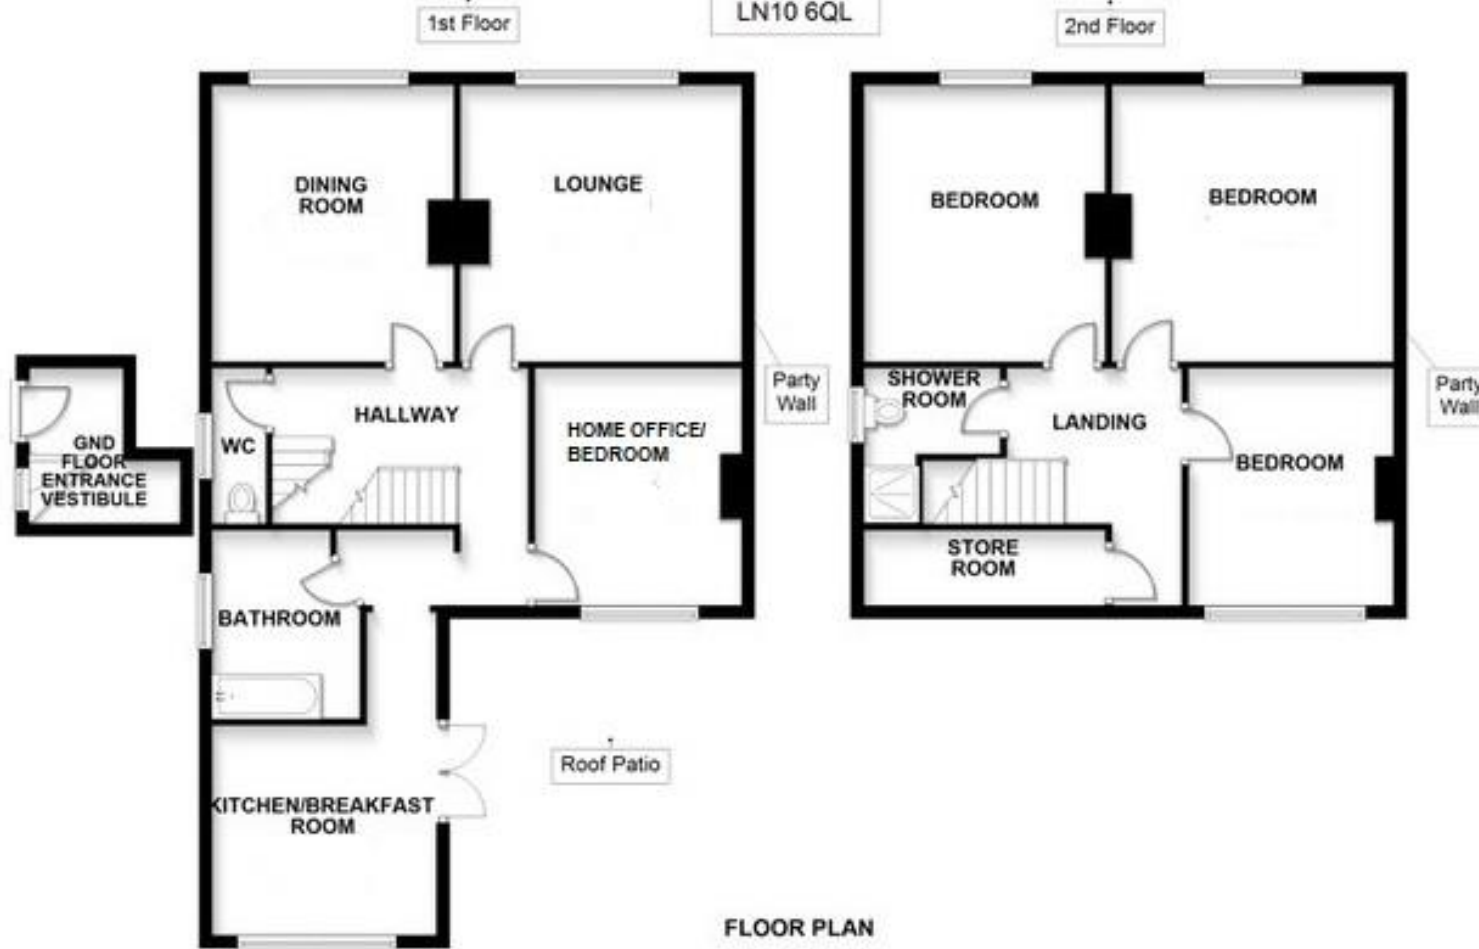 1st Floor
LN10 6QL
2nd Floor
DINING
ROOM
LOUNGE
BEDROOM
BEDROOM
Party
Wall
Party
Wall
HALLWAY
WC
HOME OFFICE/
BEDROOM
SHOWER
ROOM
LANDING
BEDROOM
GND
FLOOR
ENTRANCE
VESTIBULE
STORE
ROOM
BATHROOM
Roof Patio
KITCHEN/BREAKFAST
ROOM
FLOOR PLAN